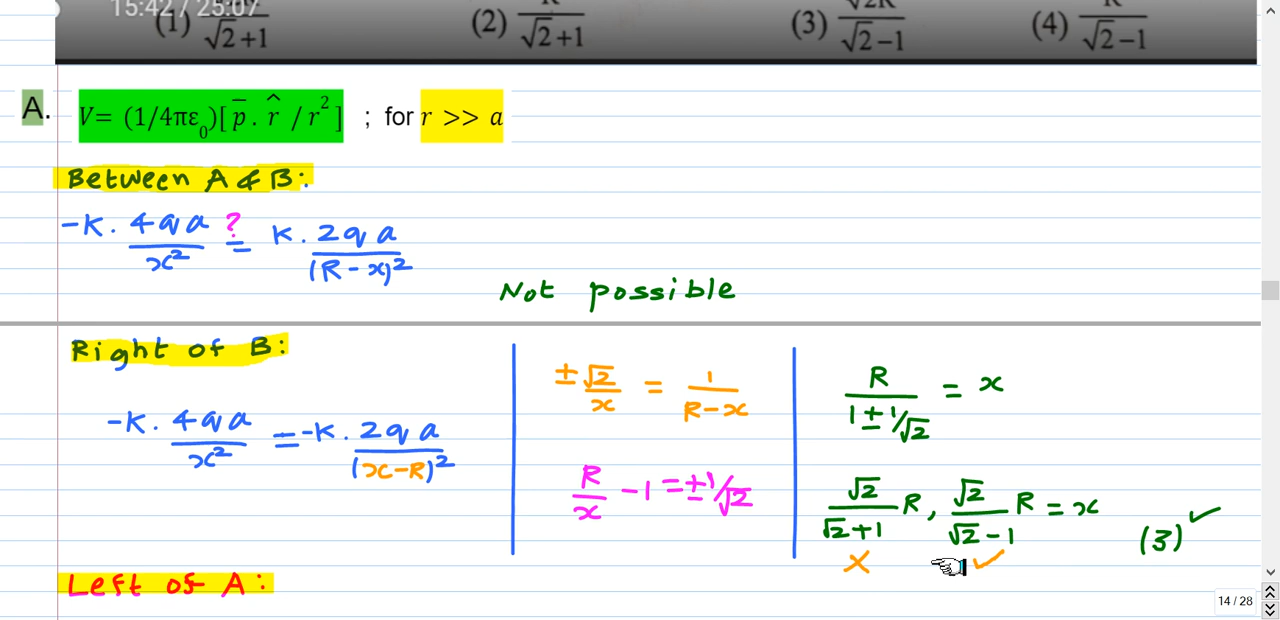 15:42 / 25:07
(1) √2+1 (2) R/(√2+1) (3) √2R/(√2−1) (4) R/(√2−1)
A. V= (1/4πε₀)[ p̄ . r̂ / r² ] ; for r >> a
Between A & B:
-K. 4qa/x² ?= K. 2qa/(R-x)²
Not possible
Right of B:
-K. 4qa/x² = -K. 2qa/(x-R)²
±√2/x = 1/(R-x)
R/x -1 = ±1/√2
R/(1±1/√2) = x
√2/(√2+1) R, √2/(√2-1) R = x
× ✓
(3) ✓
Left of A:
14 / 28